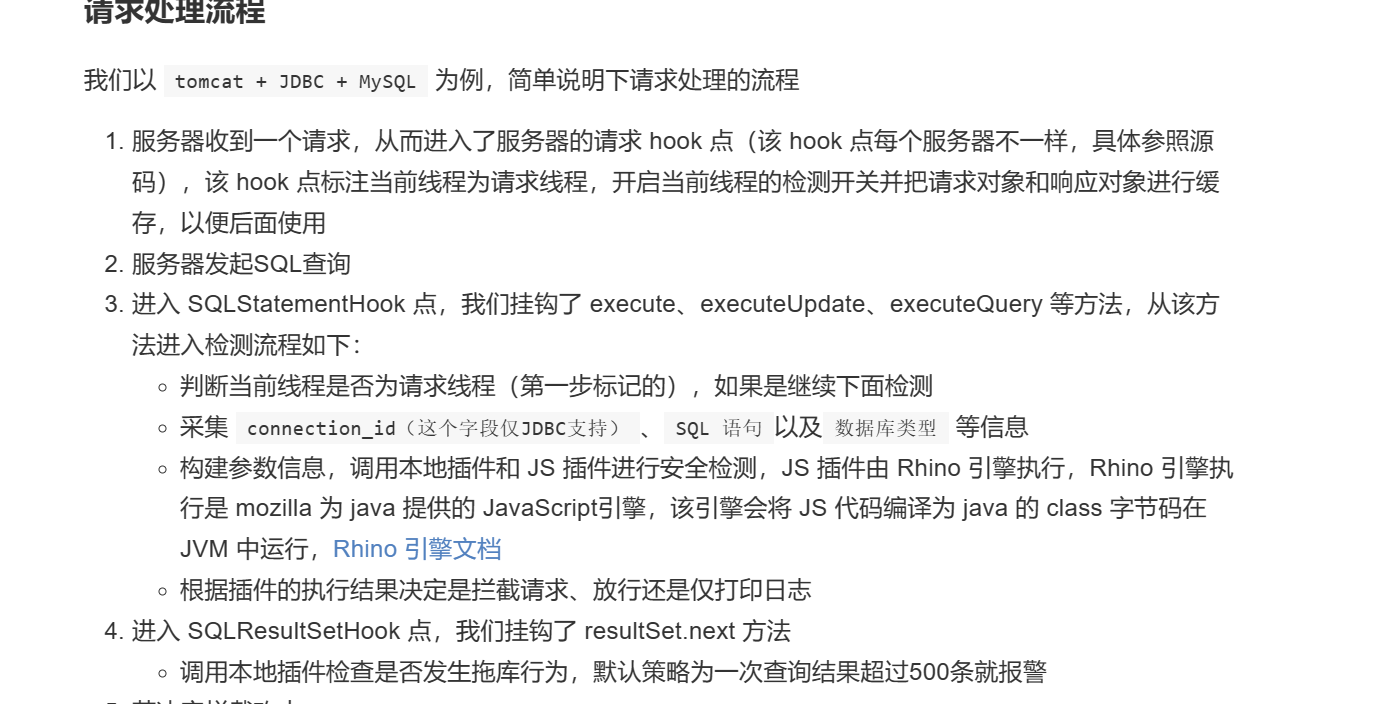 请求处理流程
我们以 tomcat + JDBC + MySQL 为例，简单说明下请求处理的流程
1. 服务器收到一个请求，从而进入了服务器的请求 hook 点（该 hook 点每个服务器不一样，具体参照源
码），该 hook 点标注当前线程为请求线程，开启当前线程的检测开关并把请求对象和响应对象进行缓
存，以便后面使用
2. 服务器发起SQL查询
3. 进入 SQLStatementHook 点，我们挂钩了 execute、executeUpdate、executeQuery 等方法，从该方
法进入检测流程如下：
◦ 判断当前线程是否为请求线程（第一步标记的），如果是继续下面检测
◦ 采集 connection_id（这个字段仅JDBC支持） 、 SQL 语句 以及 数据库类型 等信息
◦ 构建参数信息，调用本地插件和 JS 插件进行安全检测，JS 插件由 Rhino 引擎执行，Rhino 引擎执
行是 mozilla 为 java 提供的 JavaScript引擎，该引擎会将 JS 代码编译为 java 的 class 字节码在
JVM 中运行，Rhino 引擎文档
◦ 根据插件的执行结果决定是拦截请求、放行还是仅打印日志
4. 进入 SQLResultSetHook 点，我们挂钩了 resultSet.next 方法
◦ 调用本地插件检查是否发生拖库行为，默认策略为一次查询结果超过500条就报警